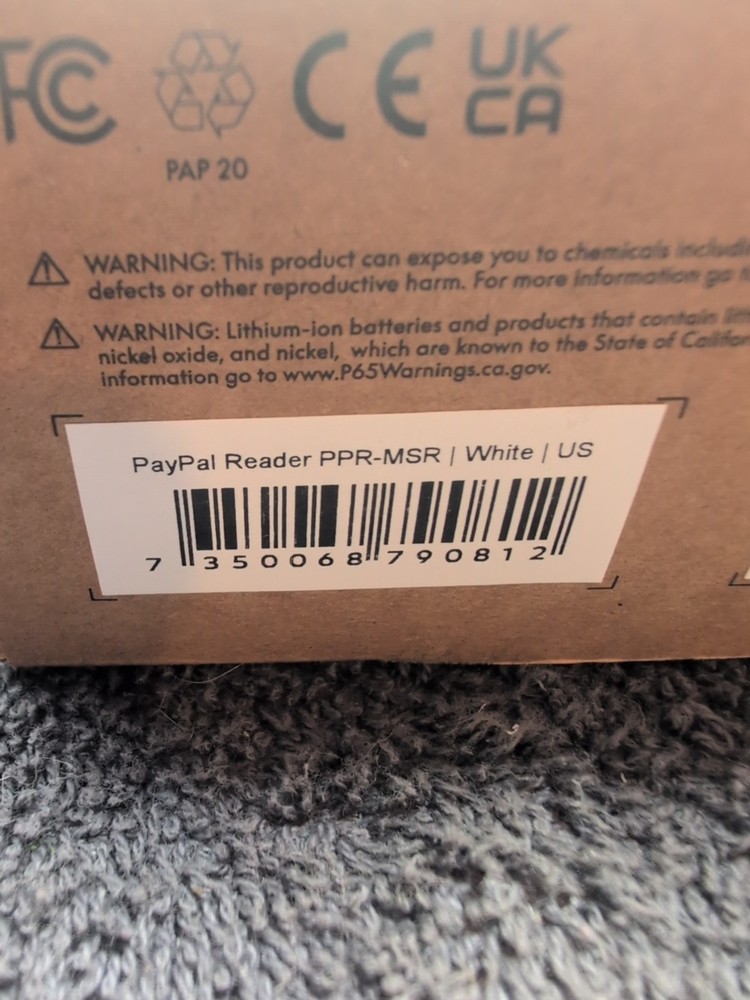 FC CE UK
CA
PAP 20
WARNING: This product can expose you to chemicals
defects or other reproductive harm. For more information go
WARNING: Lithium-ion batteries and products that contain
nickel oxide, and nickel, which are known to the State of
information go to www.P65Warnings.ca.gov.
PayPal Reader PPR-MSR | White | US
7 350068 790812